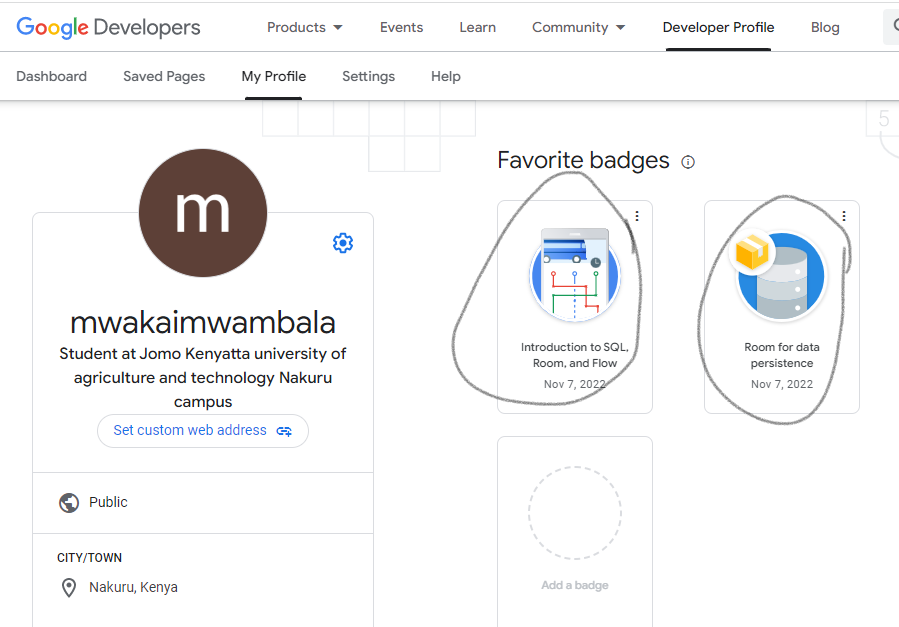 Google Developers
Products
Events
Learn
Community
Developer Profile
Blog
Dashboard
Saved Pages
My Profile
Settings
Help
5
m
mwakaimwambala
Student at Jomo Kenyatta university of
agriculture and technology Nakuru
campus
Set custom web address
Public
CITY/TOWN
Nakuru, Kenya
Favorite badges
Introduction to SQL,
Room, and Flow
Nov 7, 2022
Room for data
persistence
Nov 7, 2022
Add a badge